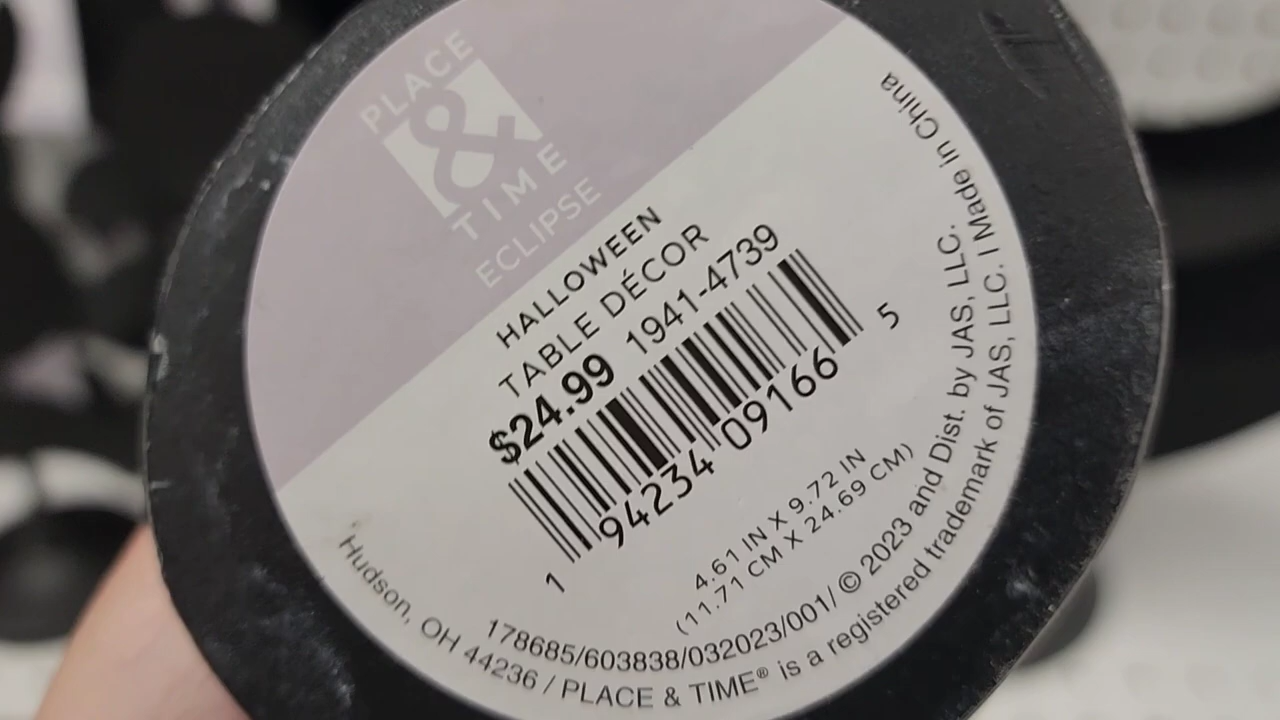 PLACE
&
TIME
ECLIPSE
HALLOWEEN
TABLE DÉCOR
$24.99 1941-4739
1 94234 09166 5
4.61 IN X 9.72 IN
(11.71 CM X 24.69 CM)
178685/603838/032023/001/ © 2023 and Dist. by JAS, LLC.
Hudson, OH 44236 / PLACE & TIME® is a registered trademark of JAS, LLC. I Made in China